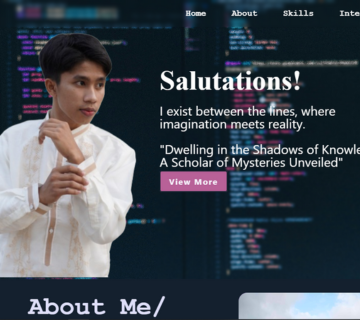 Home About Skills
Salutations!
I exist between the lines, where
imagination meets reality.
"Dwelling in the Shadows of
A Scholar of Mysteries Unveiled"
View More
About Me/